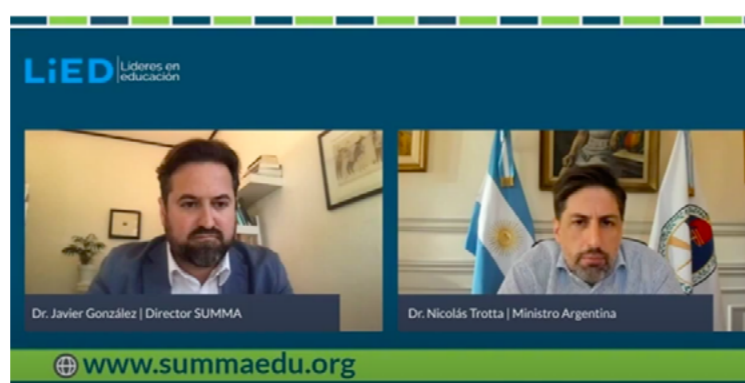 LiED
Líderes en
educación
Dr. Javier González | Director SUMMA
Dr. Nicolás Trotta | Ministro Argentina
www.summaedu.org